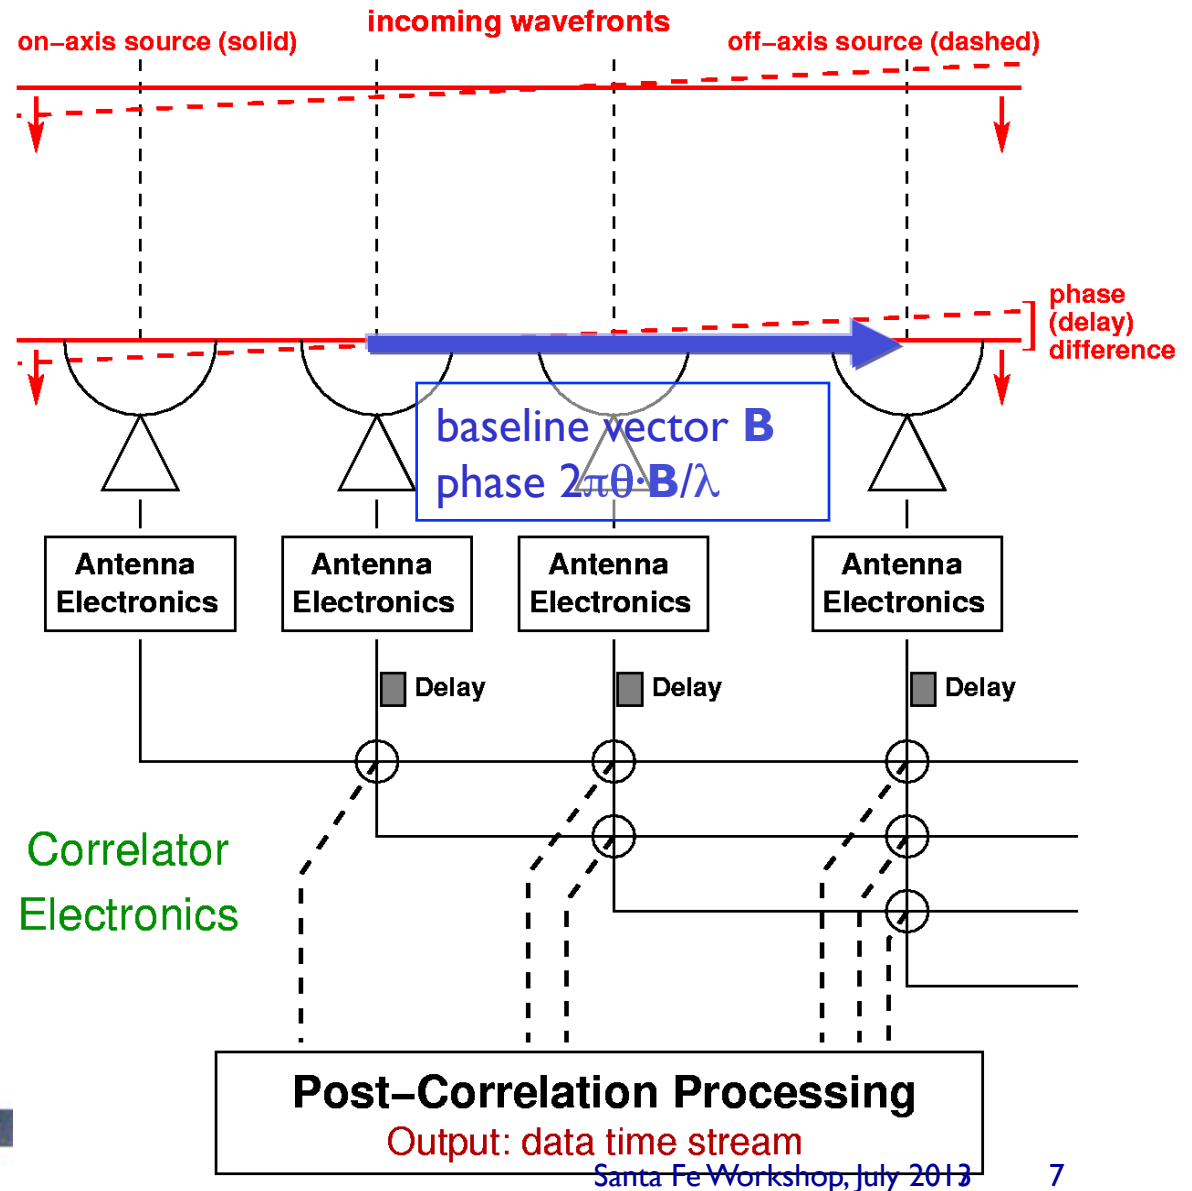 incoming wavefronts
on-axis source (solid)
off-axis source (dashed)
phase
(delay)
difference
baseline vector B
phase 2πθ·B/λ
Antenna
Electronics
Antenna
Electronics
Antenna
Electronics
Antenna
Electronics
Delay
Delay
Delay
Correlator
Electronics
Post-Correlation Processing
Output: data time stream
Santa Fe Workshop, July 2013
7